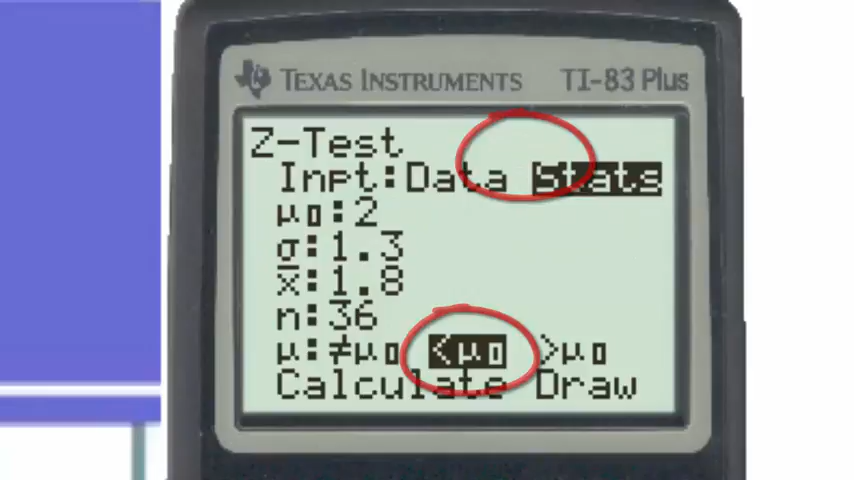 TEXAS INSTRUMENTS TI-83 Plus
Z-Test
Inpt:Data Stats
μ0:2
σ:1.3
x̄:1.8
n:36
μ:≠μ0 <μ0 >μ0
Calculate Draw